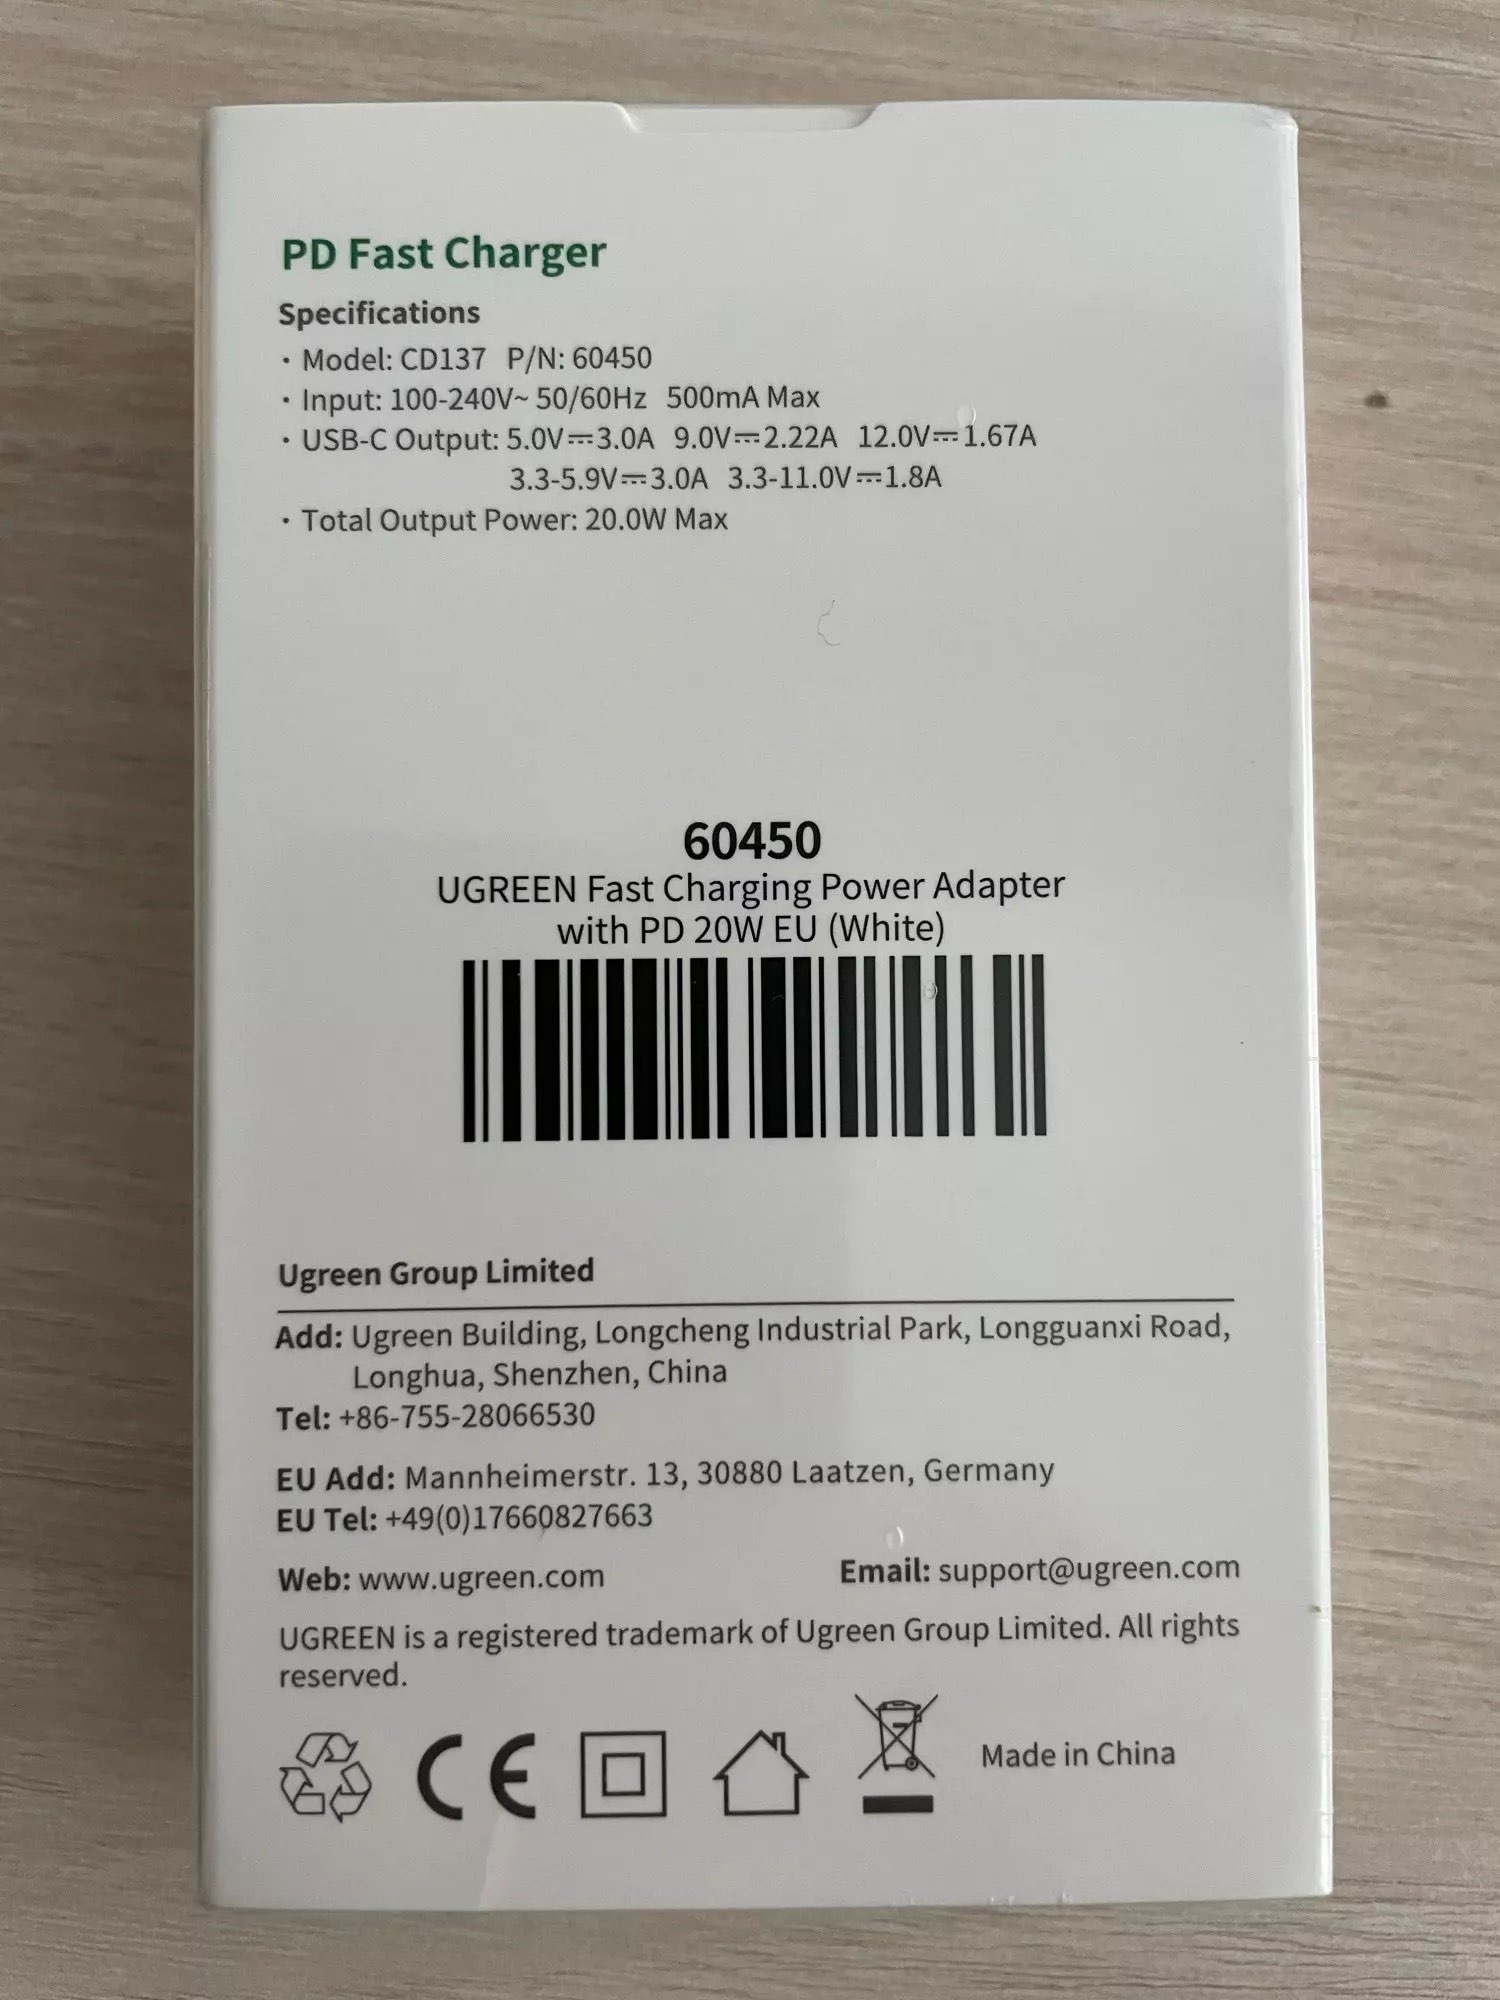 PD Fast Charger
Specifications
· Model: CD137 P/N: 60450
· Input: 100-240V~ 50/60Hz 500mA Max
· USB-C Output: 5.0V⎓3.0A 9.0V⎓2.22A 12.0V⎓1.67A
3.3-5.9V⎓3.0A 3.3-11.0V⎓1.8A
· Total Output Power: 20.0W Max
60450
UGREEN Fast Charging Power Adapter
with PD 20W EU (White)
Ugreen Group Limited
Add: Ugreen Building, Longcheng Industrial Park, Longguanxi Road,
Longhua, Shenzhen, China
Tel: +86-755-28066530
EU Add: Mannheimerstr. 13, 30880 Laatzen, Germany
EU Tel: +49(0)17660827663
Web: www.ugreen.com Email: support@ugreen.com
UGREEN is a registered trademark of Ugreen Group Limited. All rights
reserved.
CE Made in China